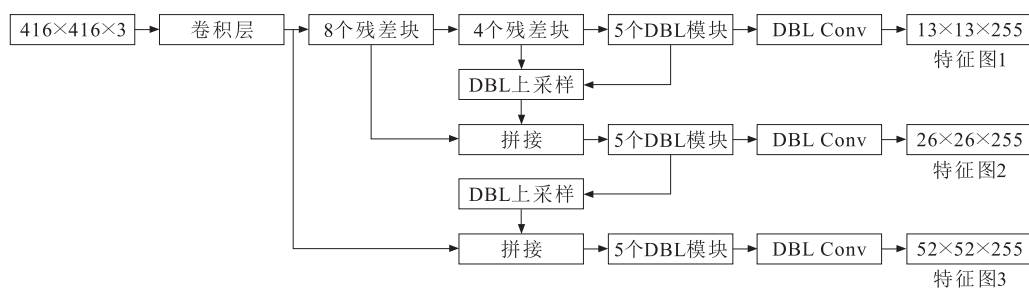 416×416×3 卷积层 8个残差块 4个残差块 5个DBL模块 DBL Conv 13×13×255
特征图1
DBL上采样
拼接 5个DBL模块 DBL Conv 26×26×255
特征图2
DBL上采样
拼接 5个DBL模块 DBL Conv 52×52×255
特征图3